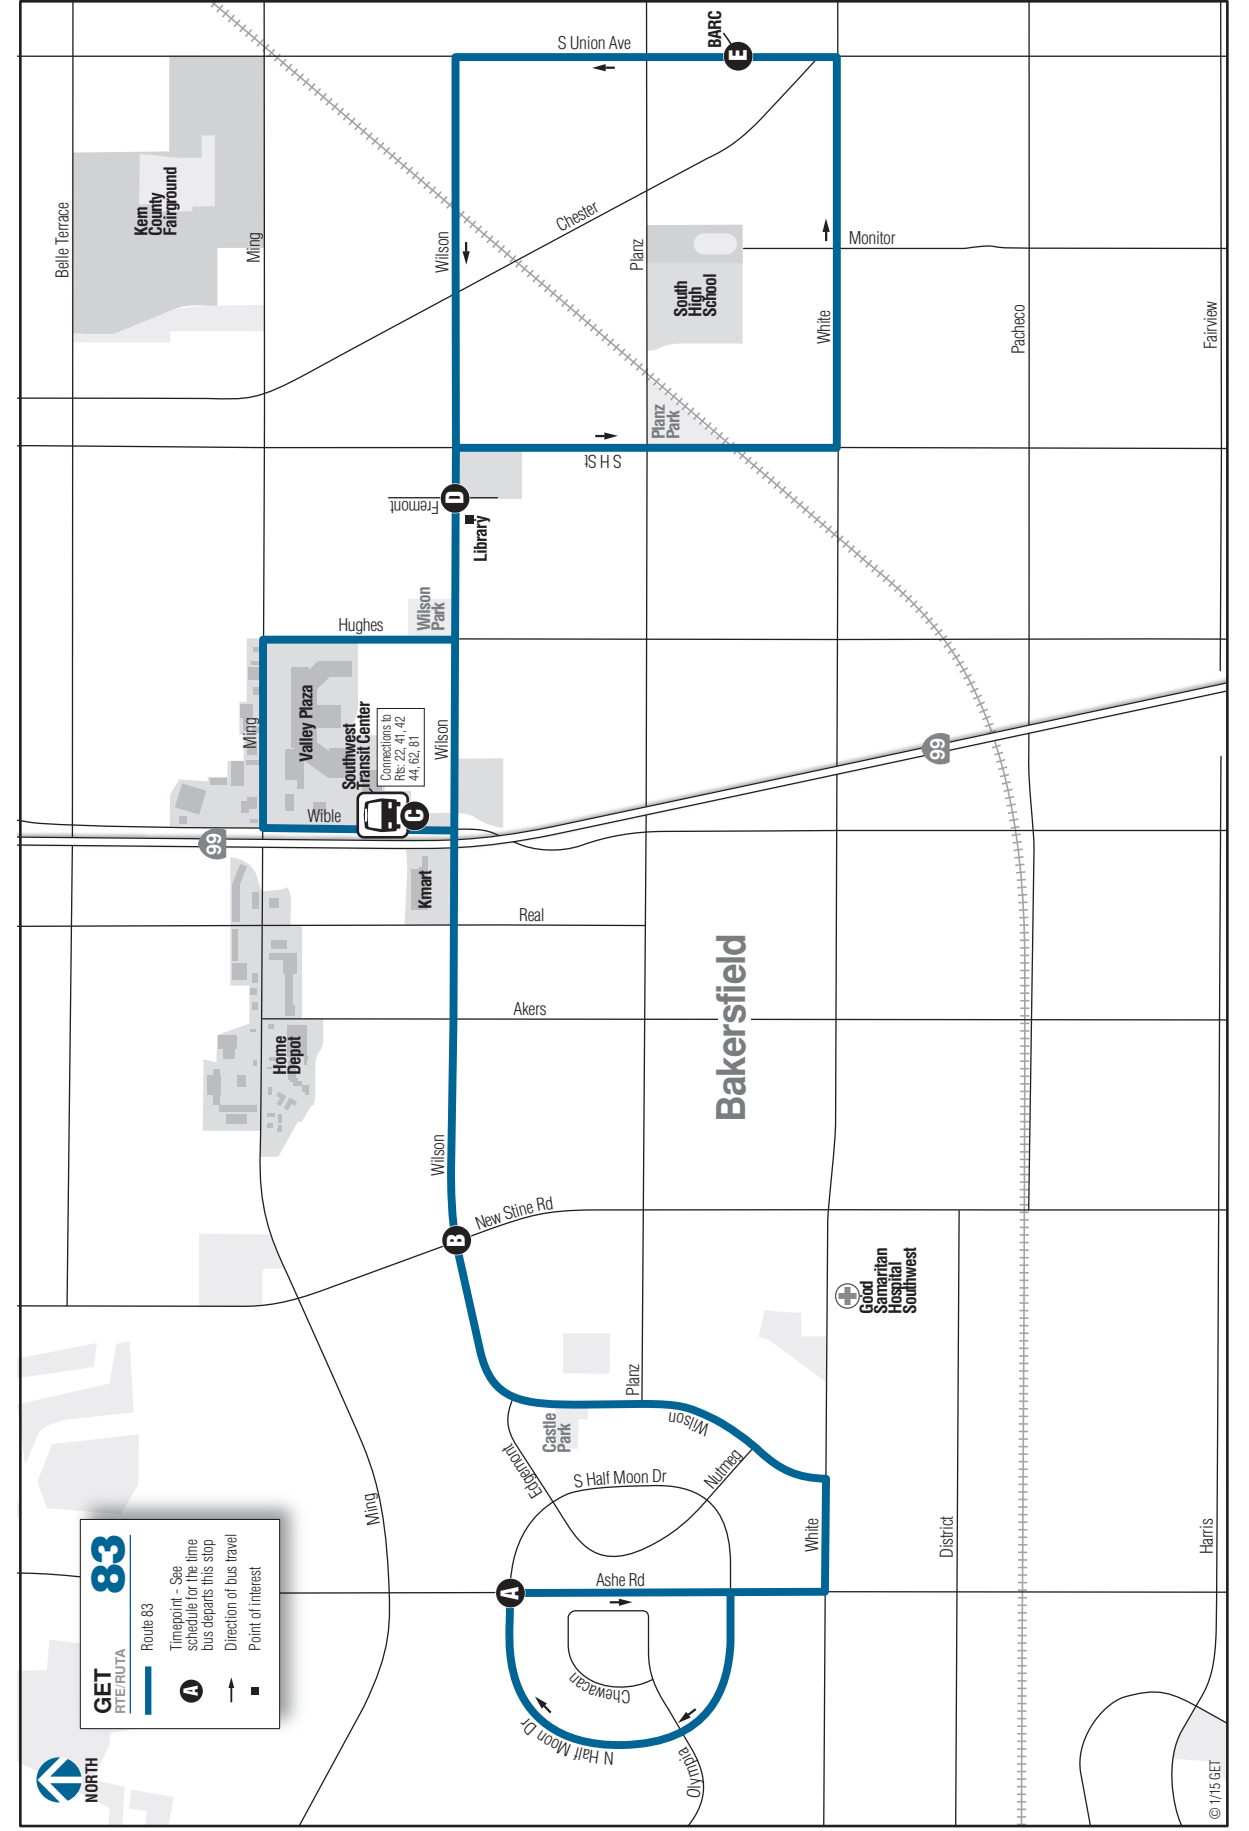 GET
RTE/RUTA
83
Route 83
A
Timepoint - See
schedule for the time
bus departs this stop
Direction of bus travel
Point of interest
NORTH
Belle Terrace
Kern
County
Fairground
Ming
Wilson
Chester
S Union Ave
BARC
E
Planz
South
High
School
Planz
Park
White
Monitor
Pacheco
Fairview
S H St
Fremont
D
Library
Wilson
Park
Hughes
Ming
Valley Plaza
Southwest
Transit Center
Connections to
Rts: 22, 41, 42
44, 62, 81
Wible
C
Wilson
99
99
Kmart
Real
Akers
Home
Depot
Bakersfield
Wilson
B
New Stine Rd
Good
Samaritan
Hospital
Southwest
Planz
Castle
Park
Wilson
Edgemont
S Half Moon Dr
Nutmeg
Ming
White
District
Harris
A
Ashe Rd
Chewacan
N Half Moon Dr
Olympia
© 1/15 GET